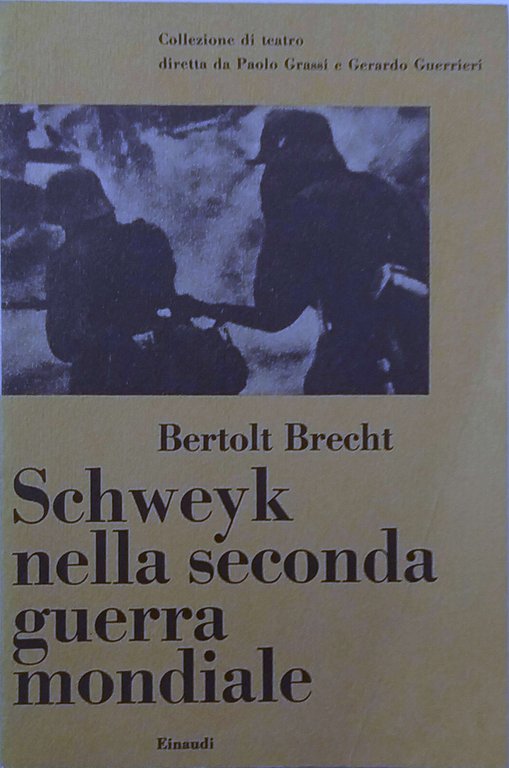 Collezione di teatro
diretta da Paolo Grassi e Gerardo Guerrieri
Bertolt Brecht
Schweyk
nella seconda
guerra
mondiale
Einaudi